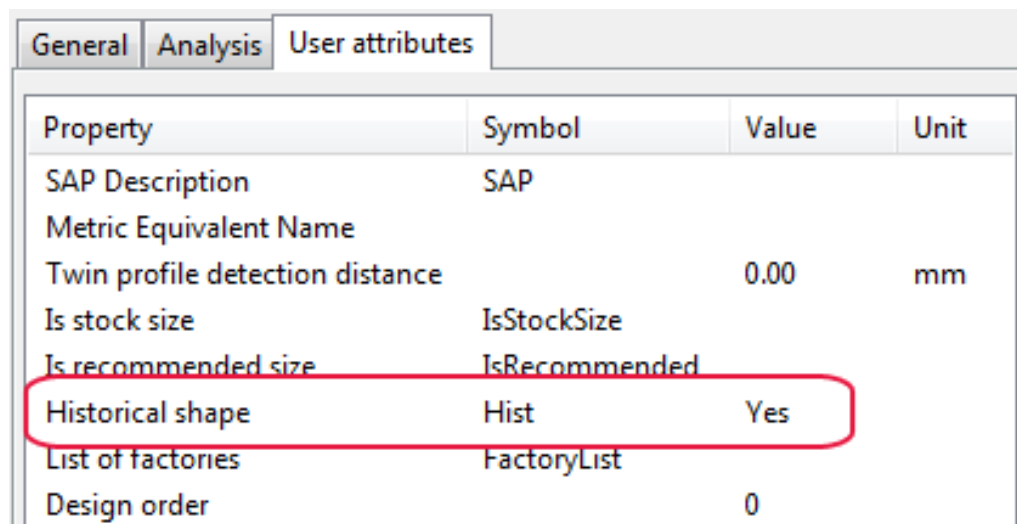 General Analysis User attributes
Property Symbol Value Unit
SAP Description SAP
Metric Equivalent Name
Twin profile detection distance 0.00 mm
Is stock size IsStockSize
Is recommended size IsRecommended
Historical shape Hist Yes
List of factories FactoryList
Design order 0